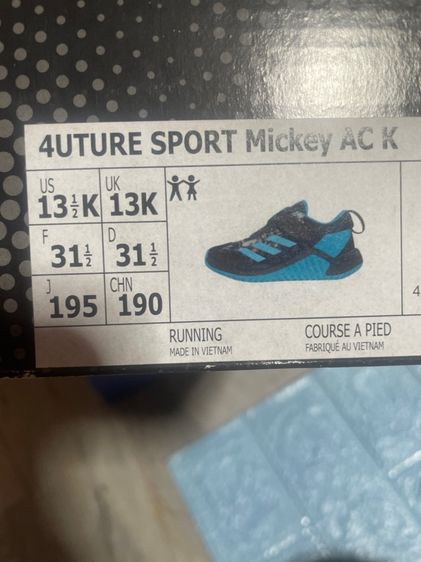 4UTURE SPORT Mickey AC K
US UK
13½K 13K
F D
31½ 31½
J CHN
195 190
RUNNING COURSE A PIED
MADE IN VIETNAM FABRIQUÉ AU VIETNAM
4